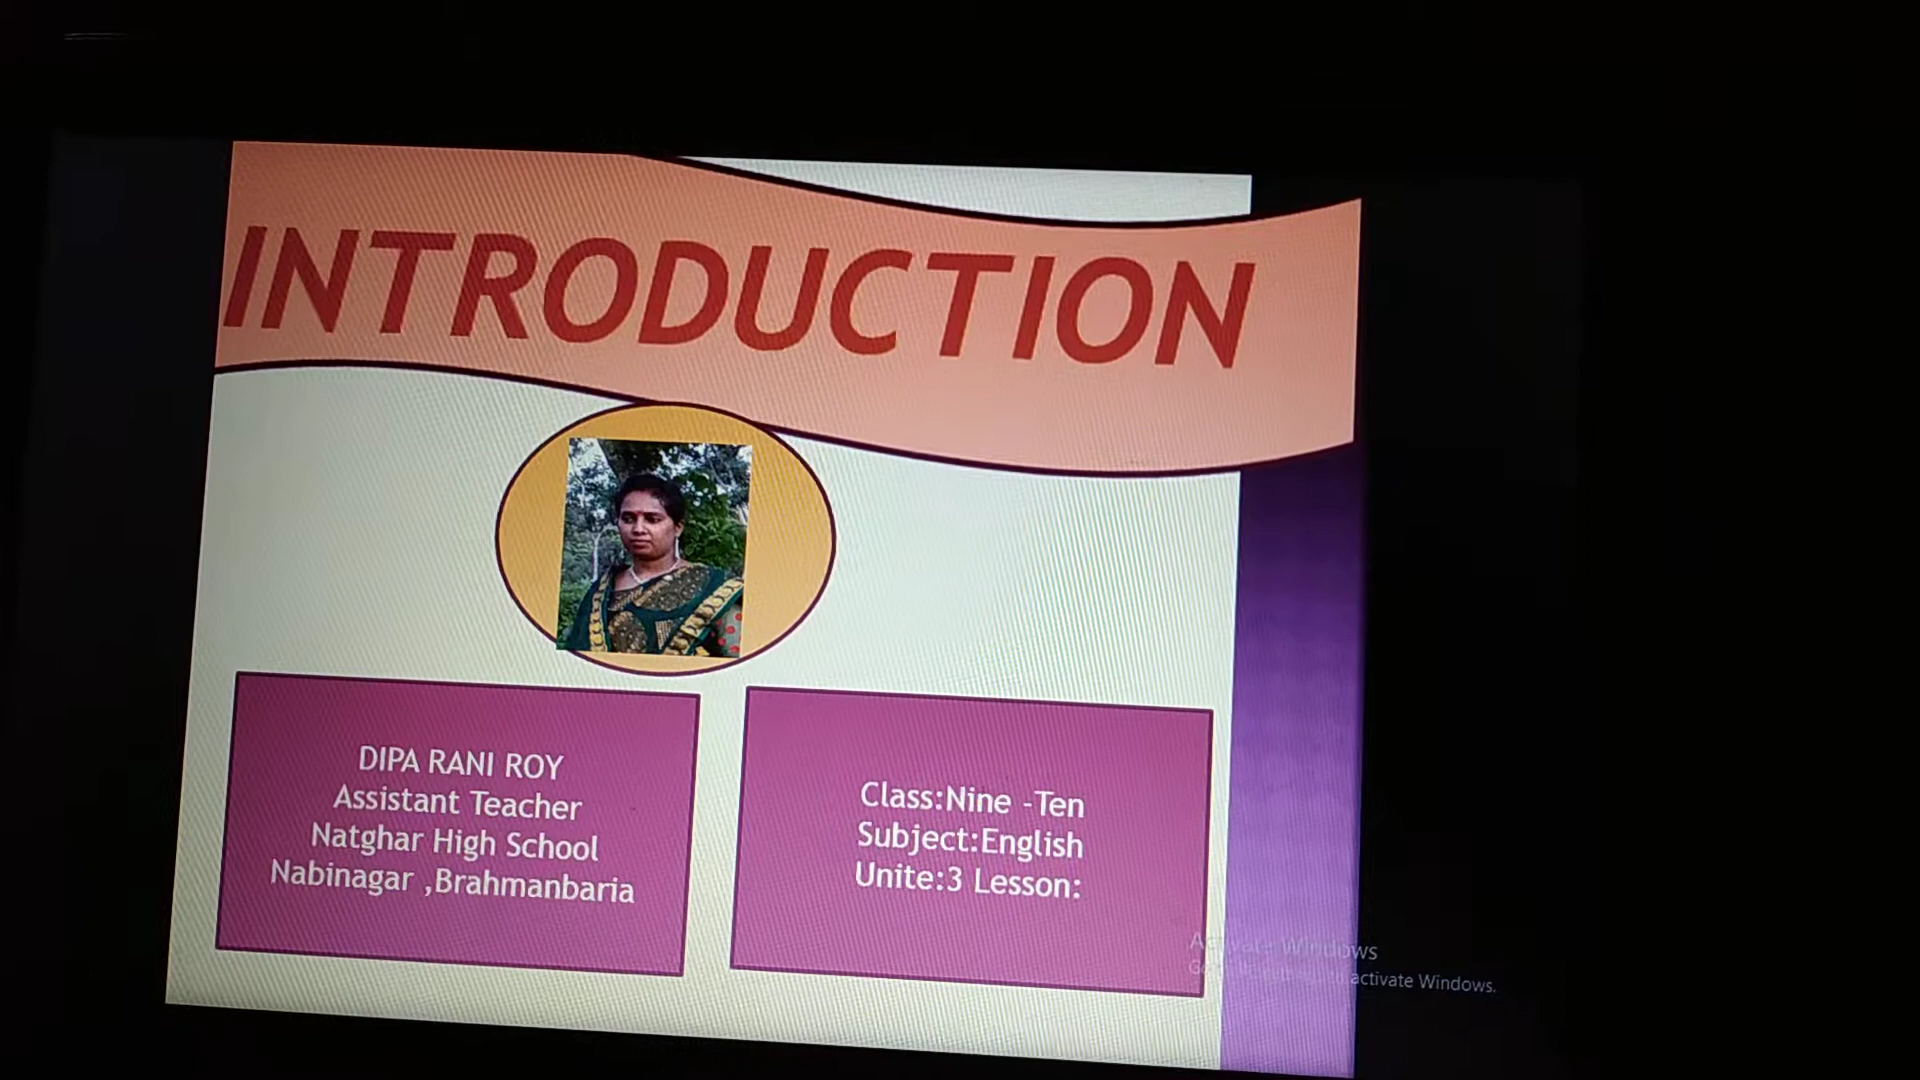 INTRODUCTION
DIPA RANI ROY
Assistant Teacher
Natghar High School
Nabinagar ,Brahmanbaria
Class:Nine -Ten
Subject:English
Unite:3 Lesson:
Activate Windows
activate Windows.